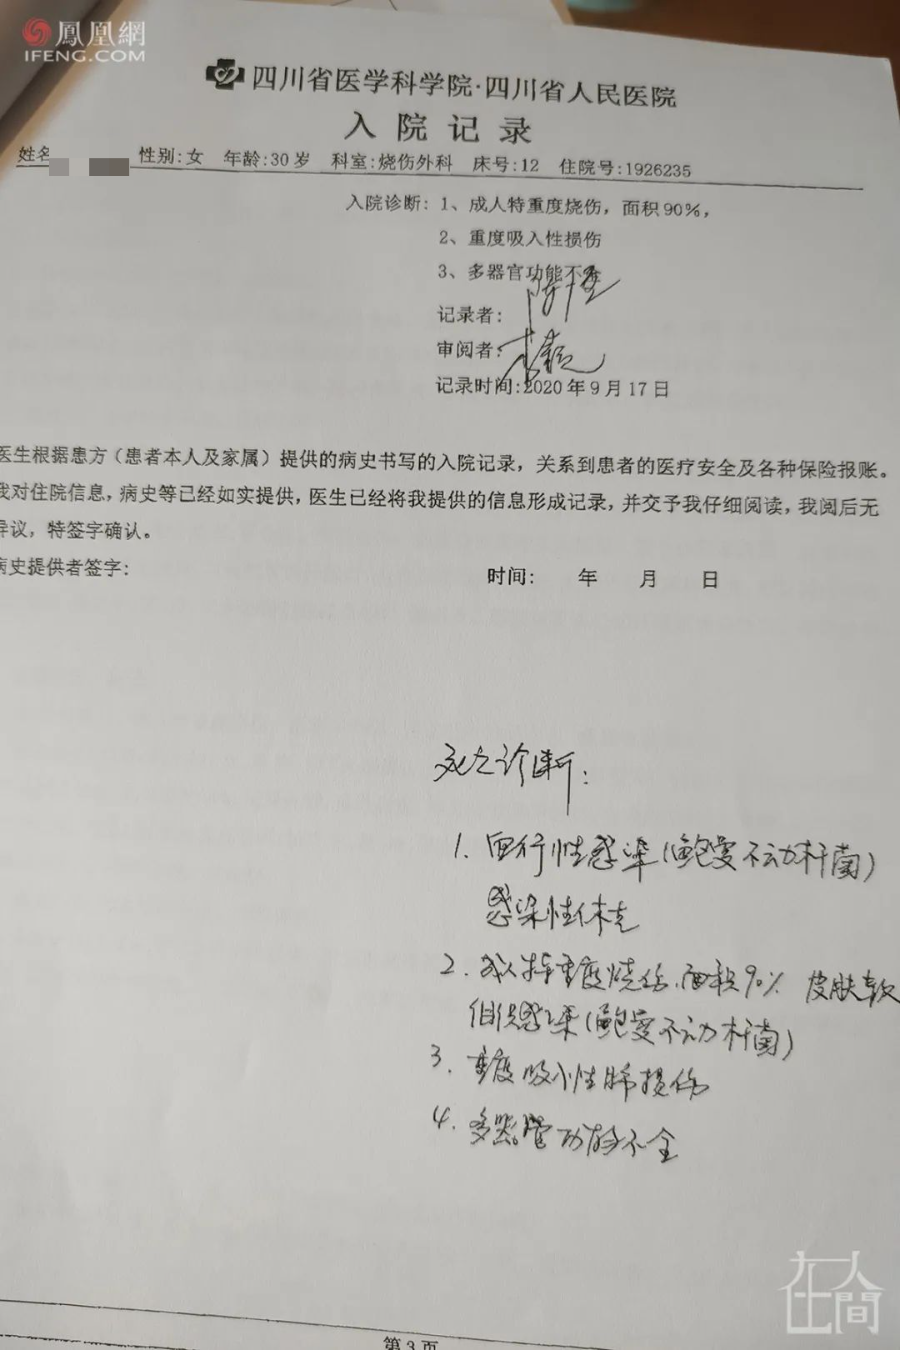 鳳凰網
IFENG.COM
四川省医学科学院·四川省人民医院
入院记录
姓名 性别:女 年龄:30岁 科室:烧伤外科 床号:12 住院号:1926235
入院诊断: 1、成人特重度烧伤，面积90%，
2、重度吸入性损伤
3、多器官功能不全
记录者:
审阅者:
记录时间:2020年9月17日
医生根据患方（患者本人及家属）提供的病史书写的入院记录，关系到患者的医疗安全及各种保险报账。
我对住院信息，病史等已经如实提供，医生已经将我提供的信息形成记录，并交予我仔细阅读，我阅后无
异议，特签字确认。
病史提供者签字: 时间: 年 月 日
死亡诊断:
1. 血行性感染(鲍曼不动杆菌)
感染性休克
2. 成人特重度烧伤.面积90% 皮肤软
组织感染(鲍曼不动杆菌)
3. 重度吸入性肺损伤
4. 多器官功能不全
在人間
第3页